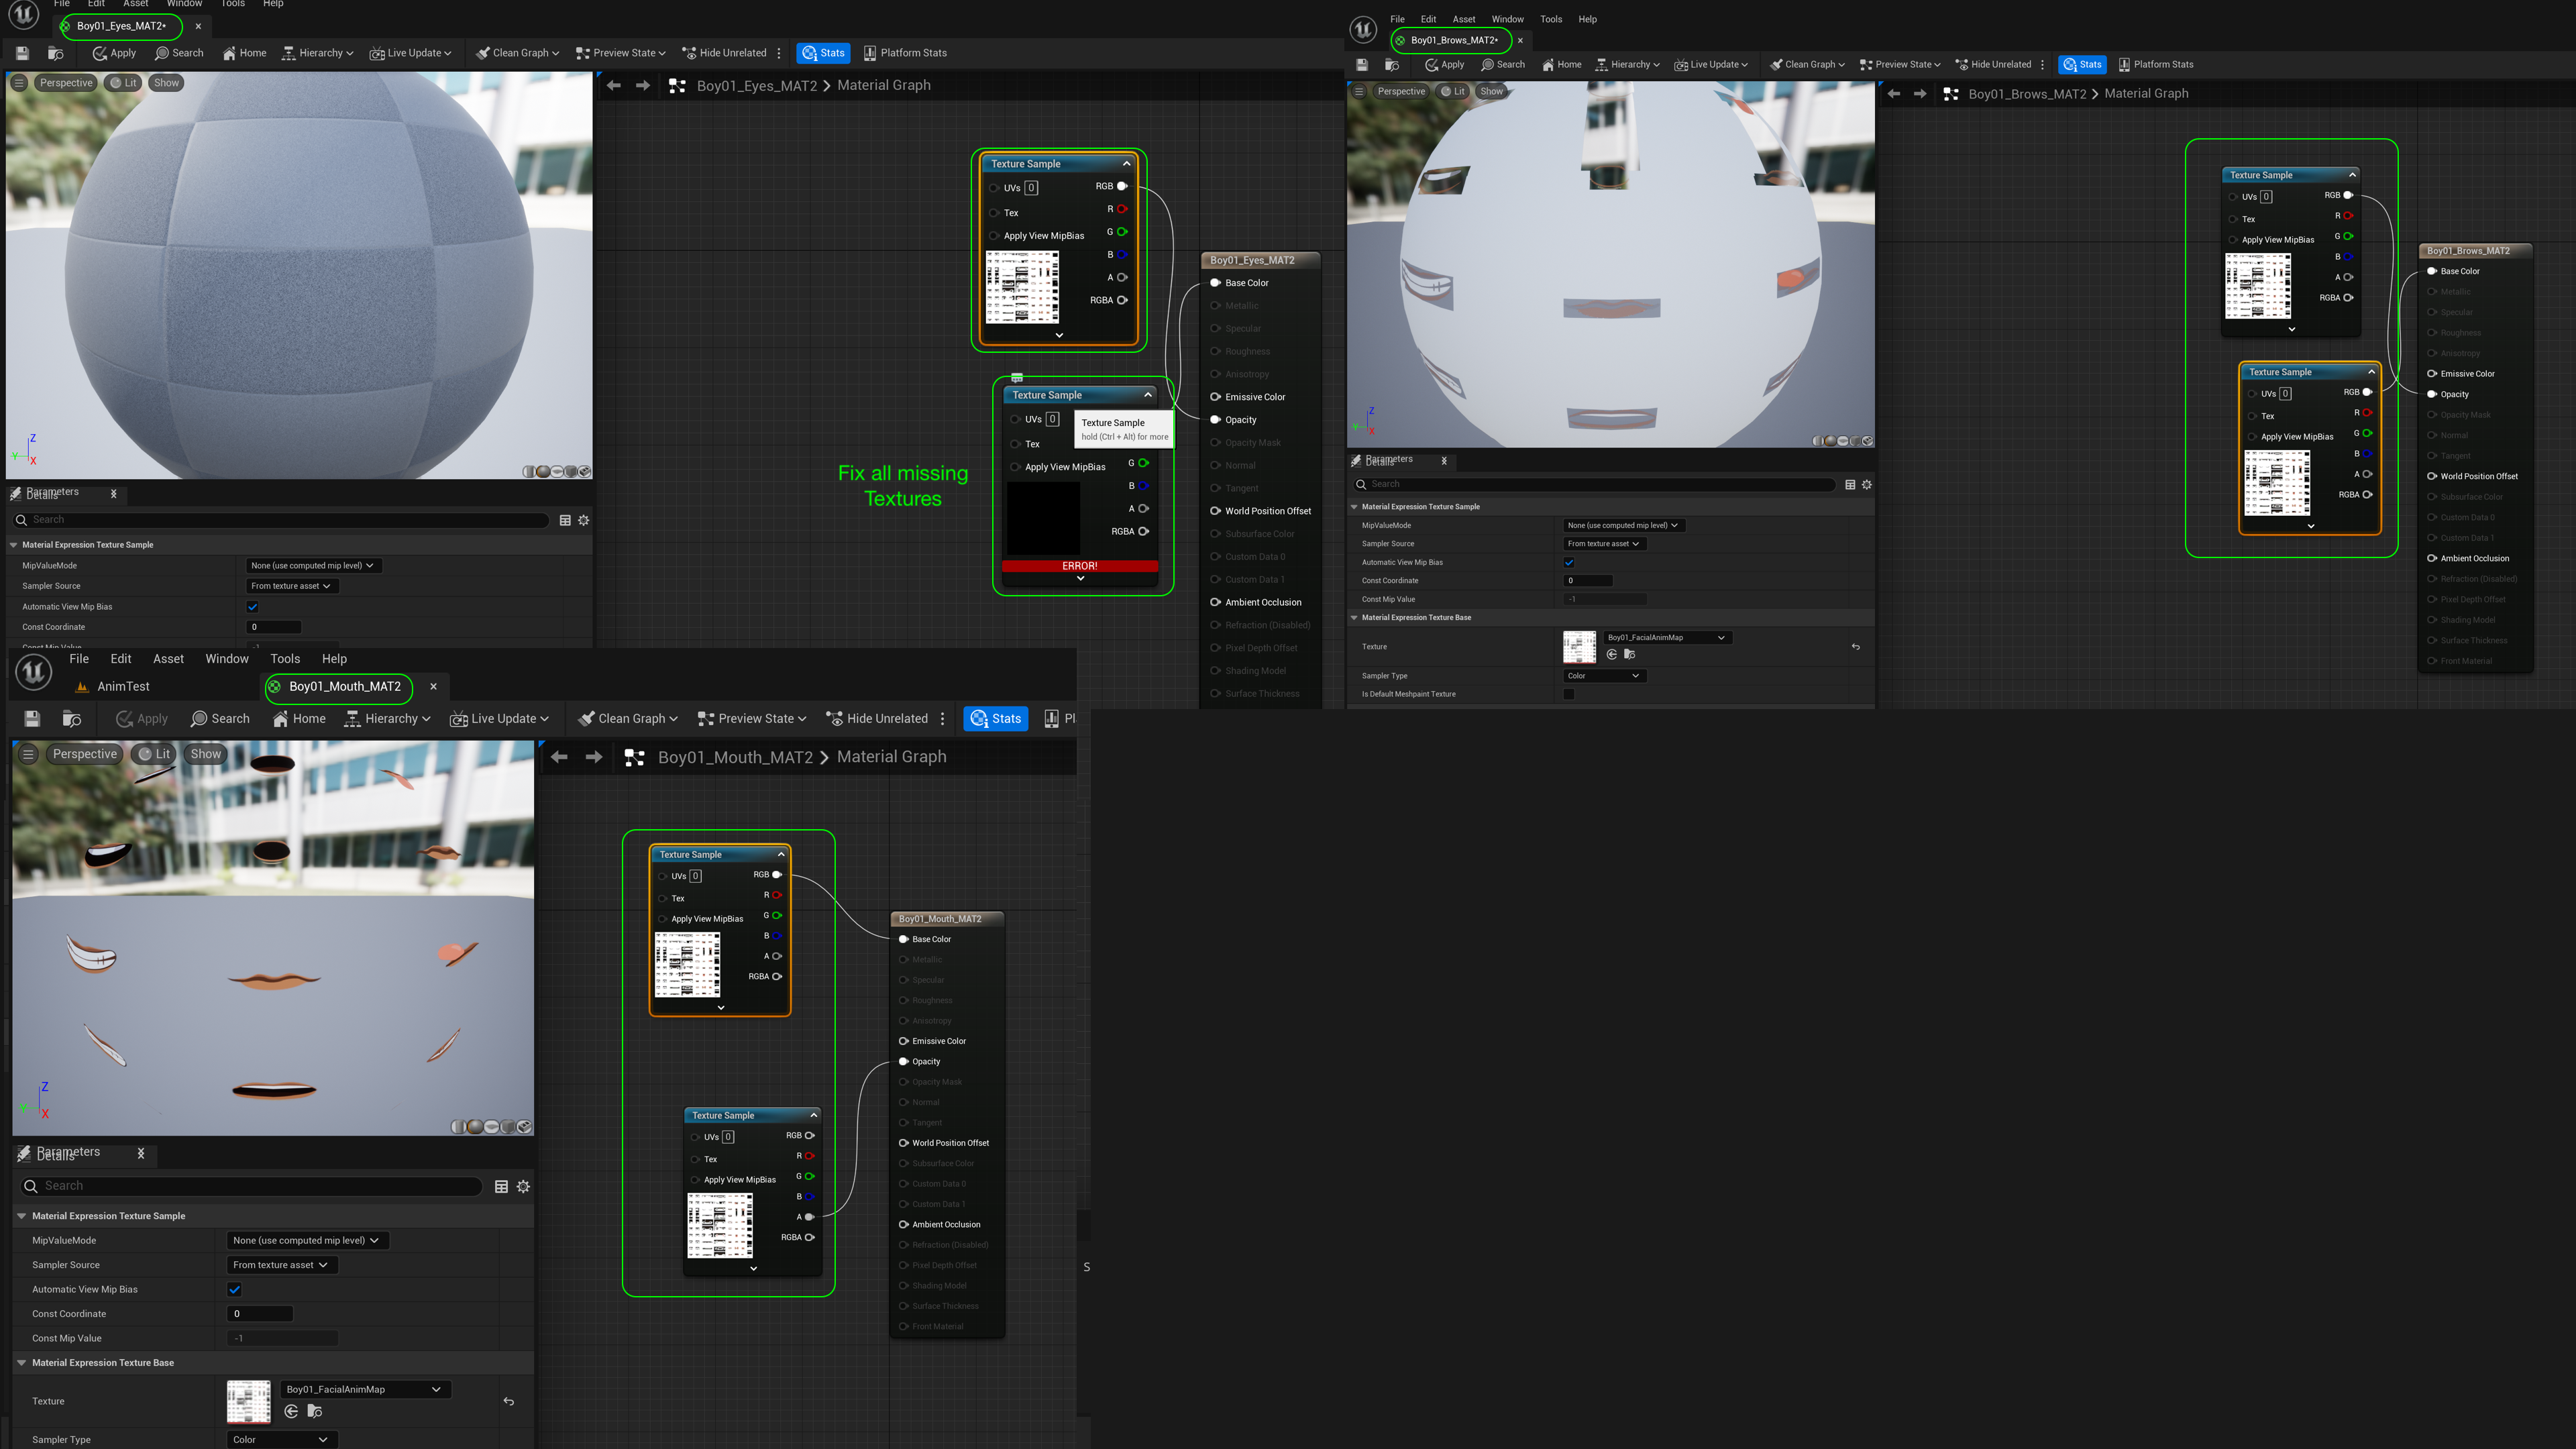 File Edit Asset Window Tools Help
Boy01_Eyes_MAT2*
Apply Search Home Hierarchy Live Update Clean Graph Preview State Hide Unrelated Stats Platform Stats
Perspective Lit Show
Boy01_Eyes_MAT2 > Material Graph
Texture Sample
UVs 0 RGB
R
Tex
G
Apply View MipBias
B
A
RGBA
Texture Sample
UVs 0
Tex
Apply View MipBias G
B
A
RGBA
ERROR!
Texture Sample
hold (Ctrl + Alt) for more
Fix all missing
Textures
Boy01_Eyes_MAT2
Base Color
Metallic
Specular
Roughness
Anisotropy
Emissive Color
Opacity
Opacity Mask
Normal
Tangent
World Position Offset
Subsurface Color
Custom Data 0
Custom Data 1
Ambient Occlusion
Refraction (Disabled)
Pixel Depth Offset
Shading Model
Surface Thickness
Z
Y
X
Parameters
Details
Search
Material Expression Texture Sample
MipValueMode None (use computed mip level)
Sampler Source From texture asset
Automatic View Mip Bias
Const Coordinate 0
Const Mip Value
File Edit Asset Window Tools Help
Boy01_Brows_MAT2*
Apply Search Home Hierarchy Live Update Clean Graph Preview State Hide Unrelated Stats Platform Stats
Perspective Lit Show
Boy01_Brows_MAT2 > Material Graph
Texture Sample
UVs 0 RGB
R
Tex
G
Apply View MipBias
B
A
RGBA
Texture Sample
UVs 0 RGB
R
Tex
G
Apply View MipBias
B
A
RGBA
Boy01_Brows_MAT2
Base Color
Metallic
Specular
Roughness
Anisotropy
Emissive Color
Opacity
Opacity Mask
Normal
Tangent
World Position Offset
Subsurface Color
Custom Data 0
Custom Data 1
Ambient Occlusion
Refraction (Disabled)
Pixel Depth Offset
Shading Model
Surface Thickness
Front Material
Z
Y
X
Parameters
Details
Search
Material Expression Texture Sample
MipValueMode None (use computed mip level)
Sampler Source From texture asset
Automatic View Mip Bias
Const Coordinate 0
Const Mip Value -1
Material Expression Texture Base
Texture Boy01_FacialAnimMap
Sampler Type Color
Is Default Meshpaint Texture
File Edit Asset Window Tools Help
AnimTest Boy01_Mouth_MAT2
Apply Search Home Hierarchy Live Update Clean Graph Preview State Hide Unrelated Stats Pl
Perspective Lit Show
Boy01_Mouth_MAT2 > Material Graph
Texture Sample
UVs 0 RGB
R
Tex
G
Apply View MipBias
B
A
RGBA
Texture Sample
UVs 0 RGB
R
Tex
G
Apply View MipBias
B
A
RGBA
Boy01_Mouth_MAT2
Base Color
Metallic
Specular
Roughness
Anisotropy
Emissive Color
Opacity
Opacity Mask
Normal
Tangent
World Position Offset
Subsurface Color
Custom Data 0
Custom Data 1
Ambient Occlusion
Refraction (Disabled)
Pixel Depth Offset
Shading Model
Surface Thickness
Front Material
S
Z
Y
X
Parameters
Details
Search
Material Expression Texture Sample
MipValueMode None (use computed mip level)
Sampler Source From texture asset
Automatic View Mip Bias
Const Coordinate 0
Const Mip Value -1
Material Expression Texture Base
Texture Boy01_FacialAnimMap
Sampler Type Color